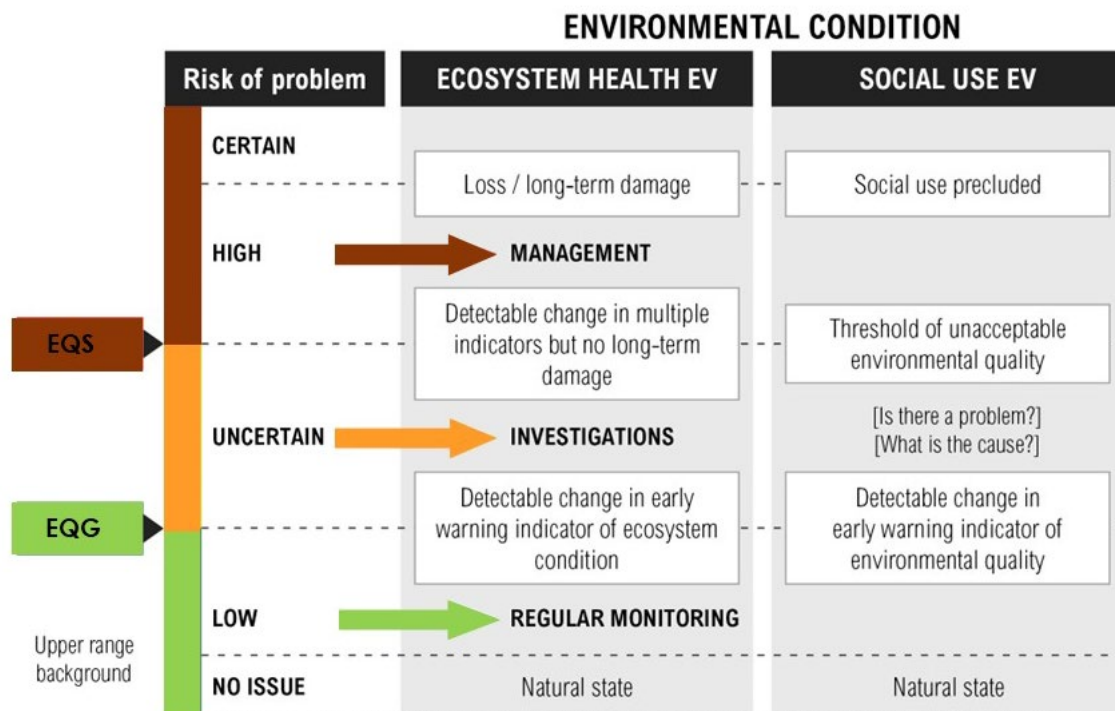 ENVIRONMENTAL CONDITION
Risk of problem
ECOSYSTEM HEALTH EV
SOCIAL USE EV
CERTAIN
Loss / long-term damage
Social use precluded
HIGH
MANAGEMENT
EQS
Detectable change in multiple
indicators but no long-term
damage
Threshold of unacceptable
environmental quality
UNCERTAIN
INVESTIGATIONS
[Is there a problem?]
[What is the cause?]
EQG
Detectable change in early
warning indicator of ecosystem
condition
Detectable change in
early warning indicator of
environmental quality
LOW
REGULAR MONITORING
Upper range
background
NO ISSUE
Natural state
Natural state